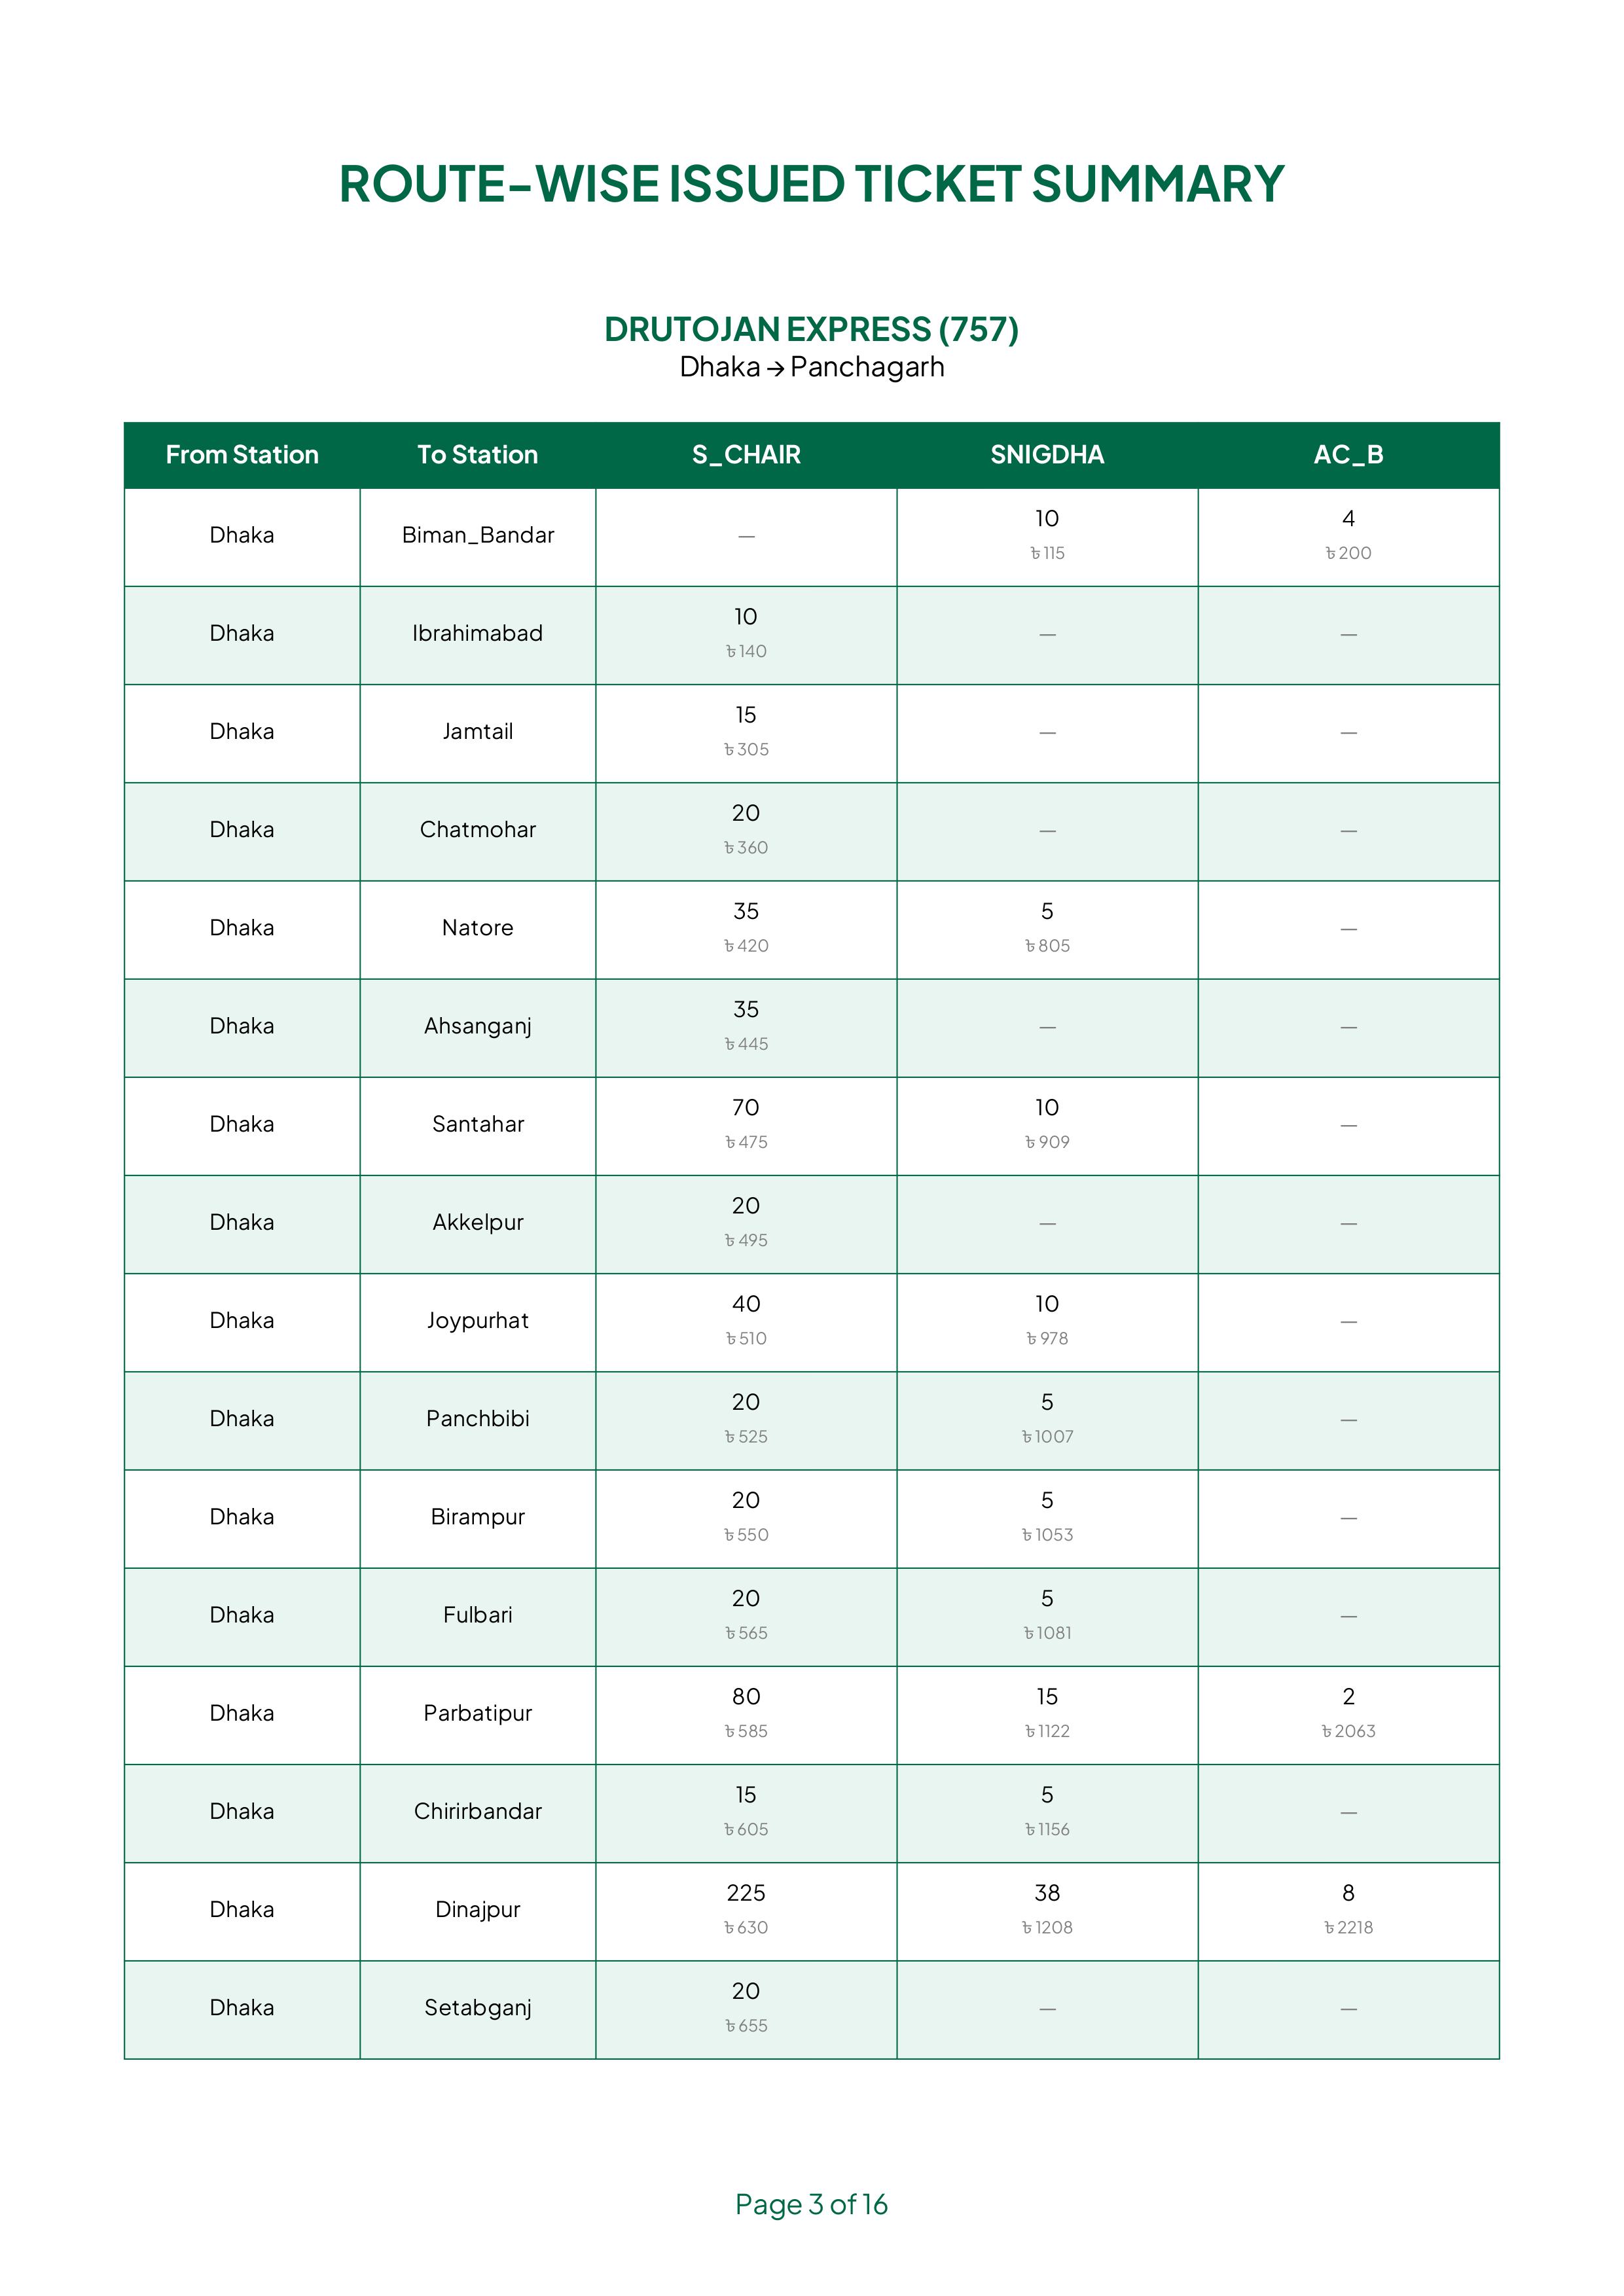 ROUTE-WISE ISSUED TICKET SUMMARY
DRUTOJAN EXPRESS (757)
Dhaka → Panchagarh
From Station To Station S_CHAIR SNIGDHA AC_B
Dhaka Biman_Bandar — 10 4
৳ 115 ৳ 200
Dhaka Ibrahimabad 10 — —
৳ 140
Dhaka Jamtail 15 — —
৳ 305
Dhaka Chatmohar 20 — —
৳ 360
Dhaka Natore 35 5 —
৳ 420 ৳ 805
Dhaka Ahsanganj 35 — —
৳ 445
Dhaka Santahar 70 10 —
৳ 475 ৳ 909
Dhaka Akkelpur 20 — —
৳ 495
Dhaka Joypurhat 40 10 —
৳ 510 ৳ 978
Dhaka Panchbibi 20 5 —
৳ 525 ৳ 1007
Dhaka Birampur 20 5 —
৳ 550 ৳ 1053
Dhaka Fulbari 20 5 —
৳ 565 ৳ 1081
Dhaka Parbatipur 80 15 2
৳ 585 ৳ 1122 ৳ 2063
Dhaka Chirirbandar 15 5 —
৳ 605 ৳ 1156
Dhaka Dinajpur 225 38 8
৳ 630 ৳ 1208 ৳ 2218
Dhaka Setabganj 20 — —
৳ 655
Page 3 of 16